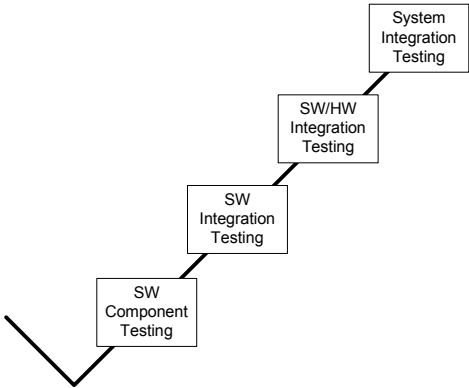 System
Integration
Testing
SW/HW
Integration
Testing
SW
Integration
Testing
SW
Component
Testing